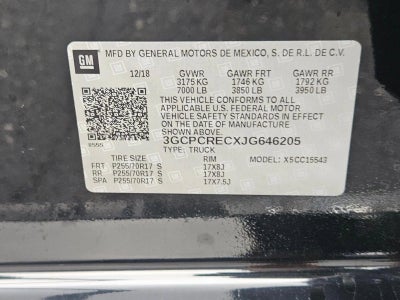 GM MFD BY GENERAL MOTORS DE MEXICO, S. DE R.L. DE C.V.
12/18 GVWR GAWR FRT GAWR RR
3175 KG 1746 KG 1792 KG
7000 LB 3850 LB 3950 LB
THIS VEHICLE CONFORMS TO ALL
APPLICABLE U.S. FEDERAL MOTOR
VEHICLE SAFETY STANDARDS IN EFFECT ON
THE DATE OF MANUFACTURE
SHOWN ABOVE.
3GCPCRECXJG646205
TYPE: TRUCK
TIRE SIZE RIM MODEL: X5CC15543
FRT P255/70R17 S 17X8J
RR P255/70R17 S 17X8J
SPA P255/70R17 S 17X7.5J